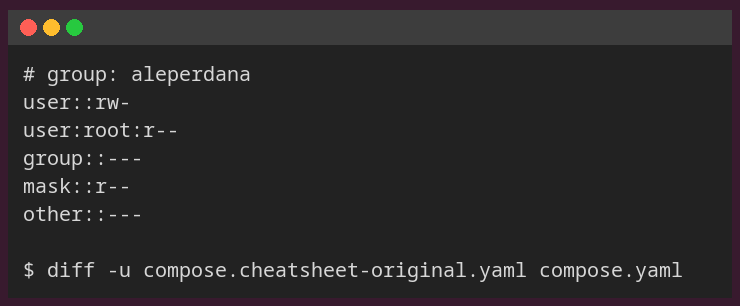 # group: aleperdana
user::rw-
user:root:r--
group::---
mask::r--
other::---
$ diff -u compose.cheatsheet-original.yaml compose.yaml